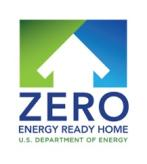 ZERO
ENERGY READY HOME
U.S. DEPARTMENT OF ENERGY